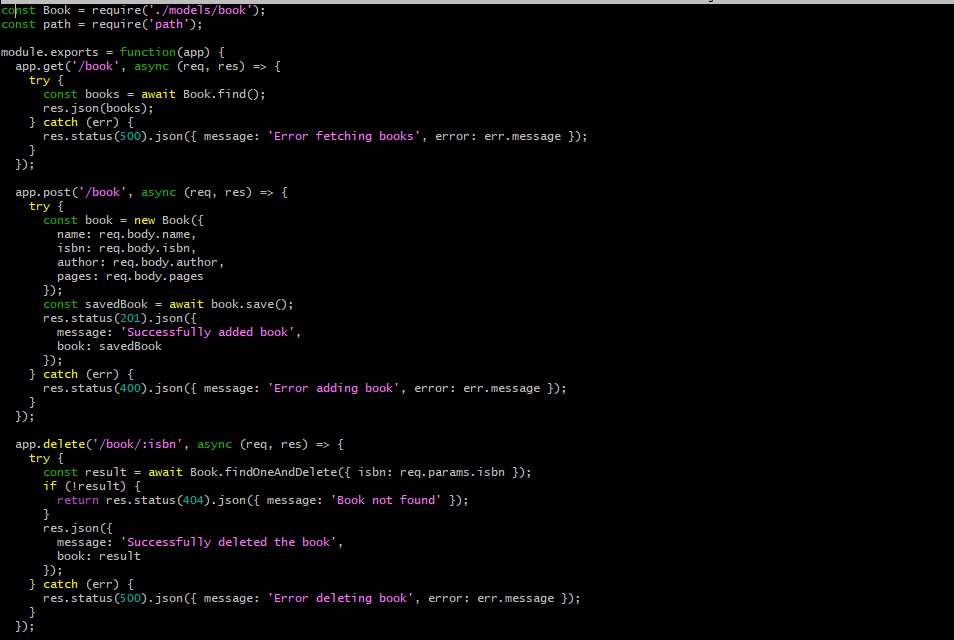 const Book = require('./models/book');
const path = require('path');

module.exports = function(app) {
  app.get('/book', async (req, res) => {
    try {
      const books = await Book.find();
      res.json(books);
    } catch (err) {
      res.status(500).json({ message: 'Error fetching books', error: err.message });
    }
  });

  app.post('/book', async (req, res) => {
    try {
      const book = new Book({
        name: req.body.name,
        isbn: req.body.isbn,
        author: req.body.author,
        pages: req.body.pages
      });
      const savedBook = await book.save();
      res.status(201).json({
        message: 'Successfully added book',
        book: savedBook
      });
    } catch (err) {
      res.status(400).json({ message: 'Error adding book', error: err.message });
    }
  });

  app.delete('/book/:isbn', async (req, res) => {
    try {
      const result = await Book.findOneAndDelete({ isbn: req.params.isbn });
      if (!result) {
        return res.status(404).json({ message: 'Book not found' });
      }
      res.json({
        message: 'Successfully deleted the book',
        book: result
      });
    } catch (err) {
      res.status(500).json({ message: 'Error deleting book', error: err.message });
    }
  });